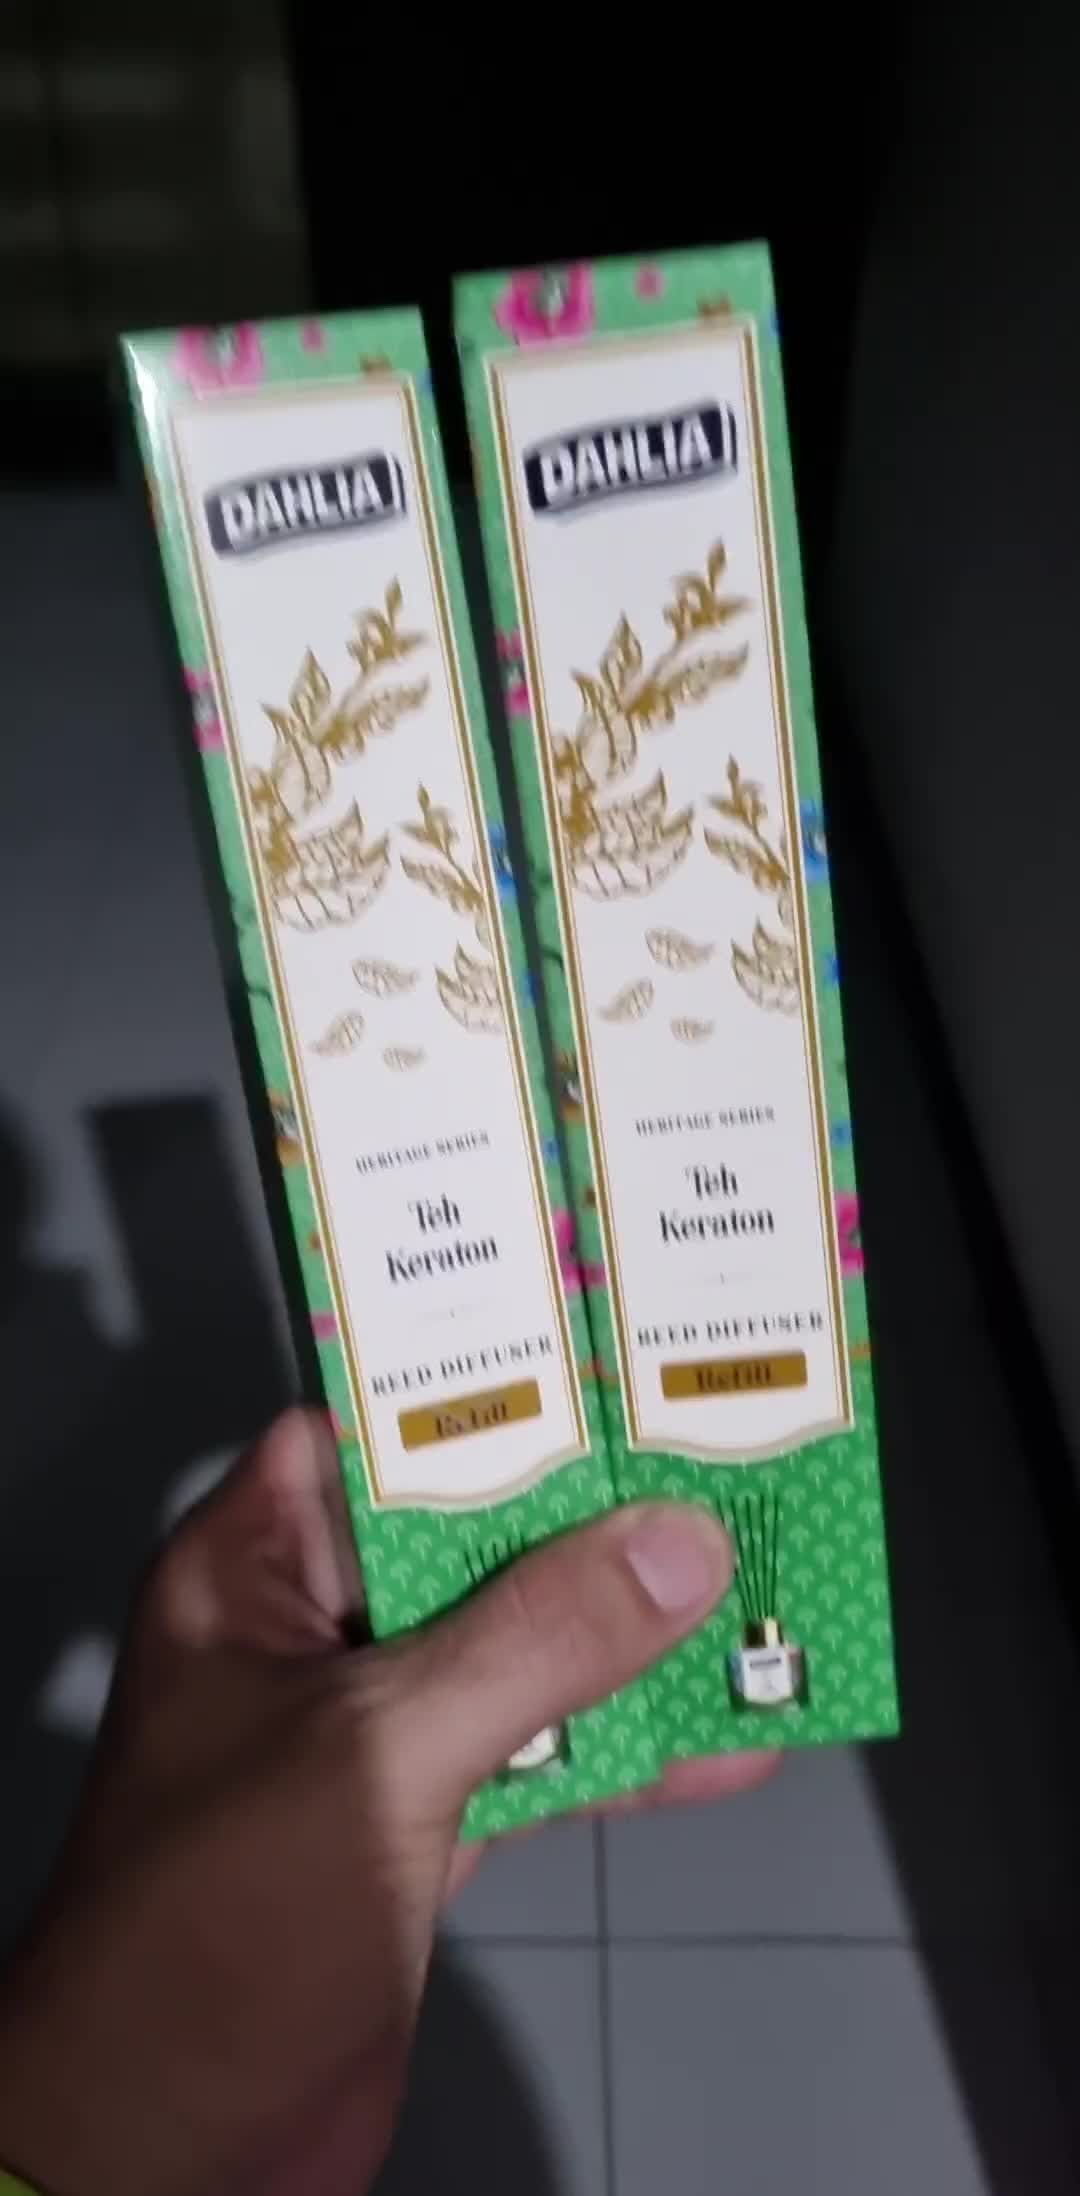 DAHLIA
HERITAGE SERIES
Teh
Keraton
REED DIFFUSER
Refill
DAHLIA
HERITAGE SERIES
Teh
Keraton
REED DIFFUSER
Refill